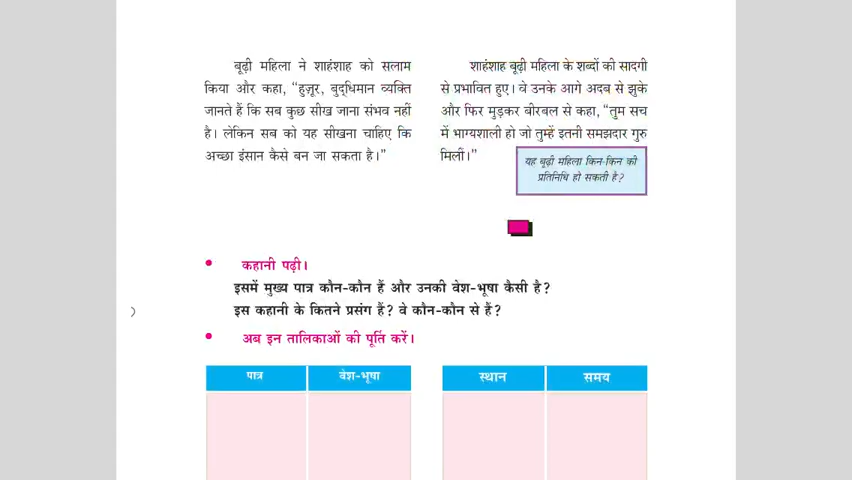 बूढ़ी महिला ने शाहंशाह को सलाम
किया और कहा, “हुज़ूर, बुद्धिमान व्यक्ति
जानते हैं कि सब कुछ सीख जाना संभव नहीं
है। लेकिन सब को यह सीखना चाहिए कि
अच्छा इंसान कैसे बन जा सकता है।”
शाहंशाह बूढ़ी महिला के शब्दों की सादगी
से प्रभावित हुए। वे उनके आगे अदब से झुके
और फिर मुड़कर बीरबल से कहा, “तुम सच
में भाग्यशाली हो जो तुम्हें इतनी समझदार गुरु
मिलीं।”
यह बूढ़ी महिला किन-किन की
प्रतिनिधि हो सकती है?
• कहानी पढ़ी।
इसमें मुख्य पात्र कौन-कौन हैं और उनकी वेश-भूषा कैसी है?
इस कहानी के कितने प्रसंग हैं? वे कौन-कौन से हैं?
• अब इन तालिकाओं की पूर्ति करें।
पात्र वेश-भूषा स्थान समय